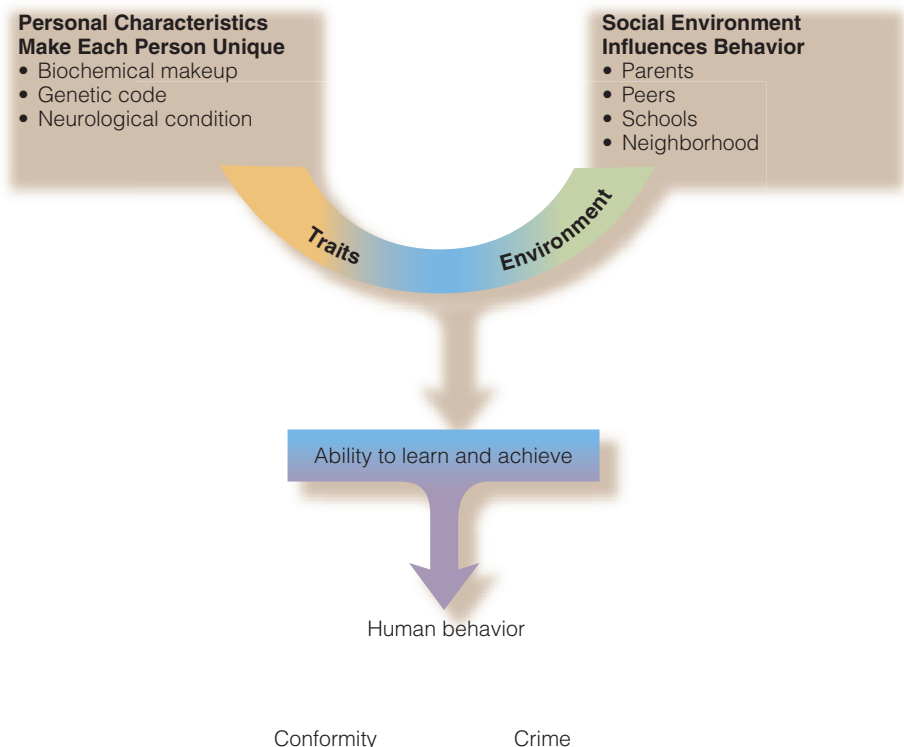 Personal Characteristics
Make Each Person Unique
• Biochemical makeup
• Genetic code
• Neurological condition
Social Environment
Influences Behavior
• Parents
• Peers
• Schools
• Neighborhood
Traits
Environment
Ability to learn and achieve
Human behavior
Conformity
Crime